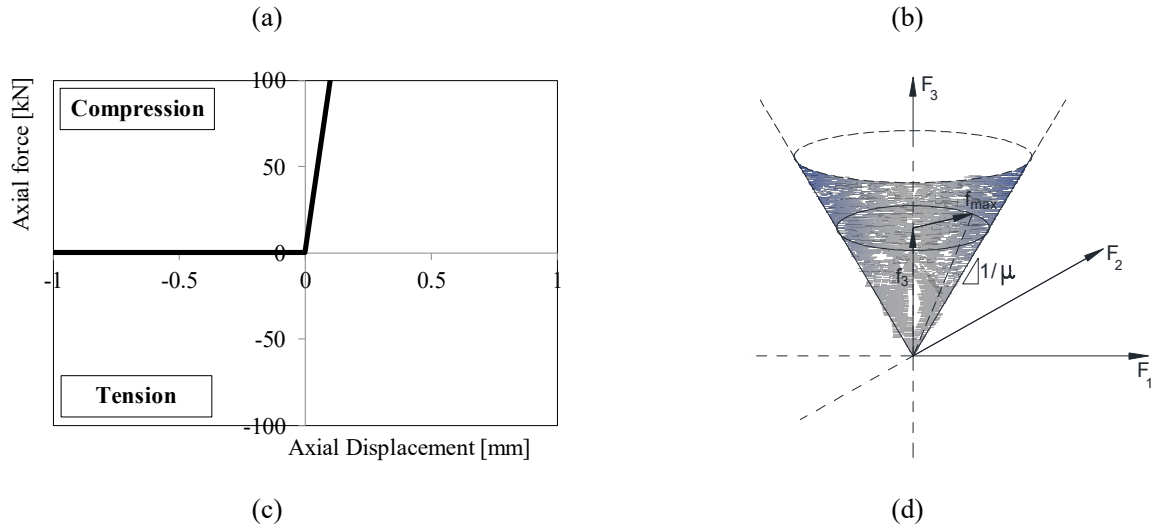 (a)
(b)
Axial force [kN]
Compression
Tension
100
50
0
-50
-100
-1
-0.5
0
0.5
1
Axial Displacement [mm]
F3
fmax
F2
f3
1/μ
F1
(c)
(d)